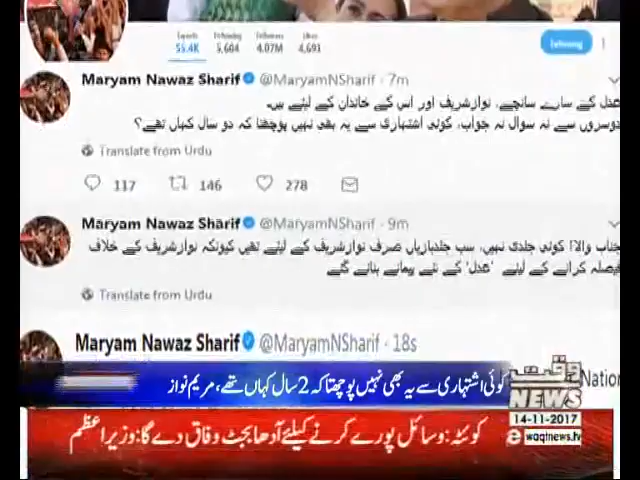 Tweets Following Followers Likes
55.4K 5,604 4.07M 4,693
Following
Maryam Nawaz Sharif @MaryamNSharif · 7m
عدل کے سارے سانچے، نوازشریف اور اس کے خاندان کے لیئے ہیں۔
دوسروں سے نہ سوال نہ جواب، کوئی اشتہاری سے یہ بھی نہیں پوچھتا کہ دو سال کہاں تھے؟
Translate from Urdu
117 146 278
Maryam Nawaz Sharif @MaryamNSharif · 9m
جناب والا! کوئی جلدی نہیں، سب جلدبازیاں صرف نوازشریف کے لیئے تھیں کیونکہ نوازشریف کے خلاف
فیصلہ کرانے کے لیئے 'عدل' کے نئے پیمانے بنائے گئے
Translate from Urdu
Maryam Nawaz Sharif @MaryamNSharif · 18s
Nation
کوئی اشتہاری سے یہ بھی نہیں پوچھتا کہ 2 سال کہاں تھے، مریم نواز
وقت
NEWS
14-11-2017
waqtnews.tv
کوئٹہ: وسائل پورے کرنے کیلئے آدھا بجٹ وفاق دے گا: وزیراعظم